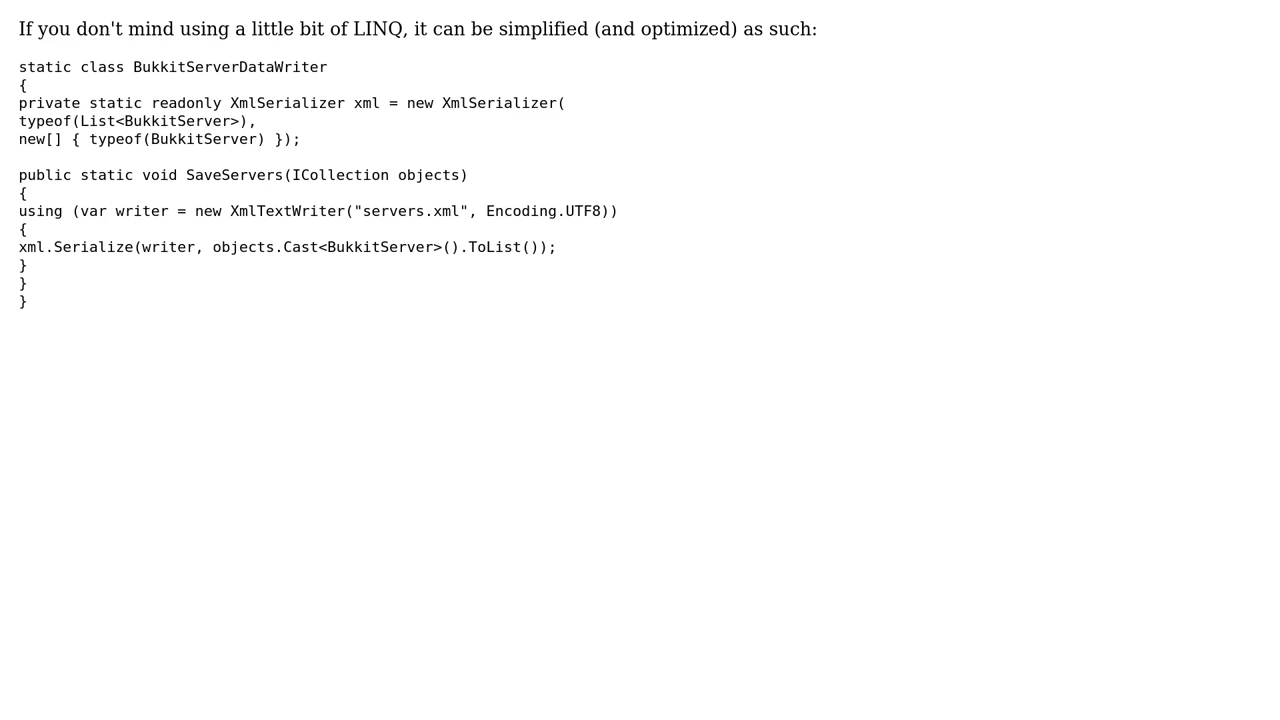 If you don't mind using a little bit of LINQ, it can be simplified (and optimized) as such:
static class BukkitServerDataWriter
{
private static readonly XmlSerializer xml = new XmlSerializer(
typeof(List<BukkitServer>),
new[] { typeof(BukkitServer) });

public static void SaveServers(ICollection objects)
{
using (var writer = new XmlTextWriter("servers.xml", Encoding.UTF8))
{
xml.Serialize(writer, objects.Cast<BukkitServer>().ToList());
}
}
}